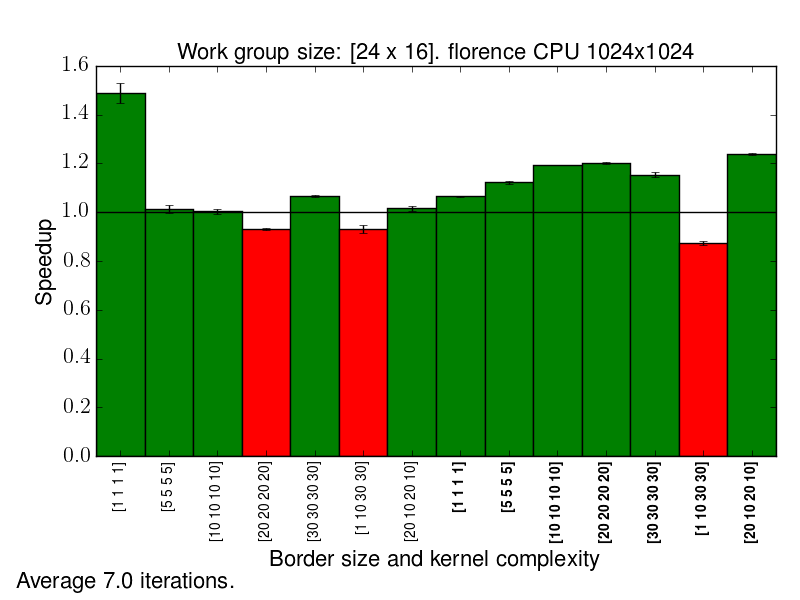 Work group size: [24 x 16]. florence CPU 1024x1024
1.6
1.4
1.2
1.0
0.8
0.6
0.4
0.2
0.0
Speedup
[1 1 1 1]
[5 5 5 5]
[10 10 10 10]
[20 20 20 20]
[30 30 30 30]
[1 10 30 30]
[20 10 20 10]
[1 1 1 1]
[5 5 5 5]
[10 10 10 10]
[20 20 20 20]
[30 30 30 30]
[1 10 30 30]
[20 10 20 10]
Border size and kernel complexity
Average 7.0 iterations.